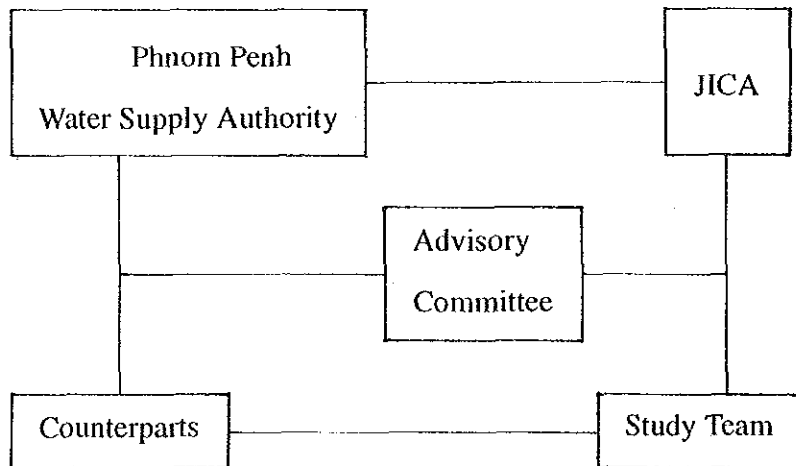 Phnom Penh
Water Supply Authority
JICA
Advisory
Committee
Counterparts
Study Team